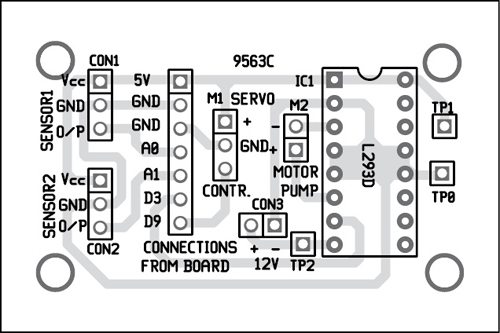 CON1
9563C
Vcc
5V
IC1
GND
GND
M1 SERVO
M2
TP1
O/P
GND
+
−
SENSOR1
A0
GND+
L293D
Vcc
A1
MOTOR
PUMP
GND
D3
CONTR.
TP0
SENSOR2
O/P
D9
CON3
CON2
CONNECTIONS
FROM BOARD
+ −
12V
TP2